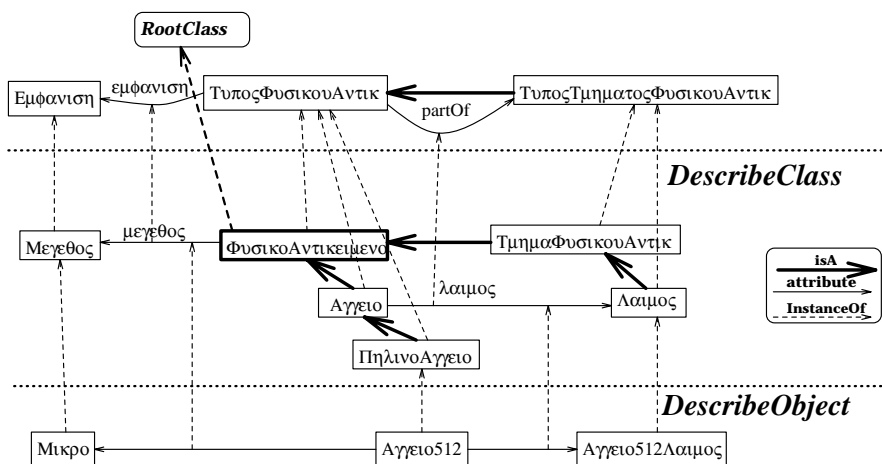 RootClass
εμφανιση
Εμφανιση
ΤυποςΦυσικουΑντικ
ΤυποςΤμηματοςΦυσικουΑντικ
partOf
DescribeClass
μεγεθος
Μεγεθος
ΦυσικοΑντικειμενο
ΤμημαΦυσικουΑντικ
isA
attribute
InstanceOf
Αγγειο
λαιμος
Λαιμος
ΠηλινοΑγγειο
DescribeObject
Μικρο
Αγγειο512
Αγγειο512Λαιμος